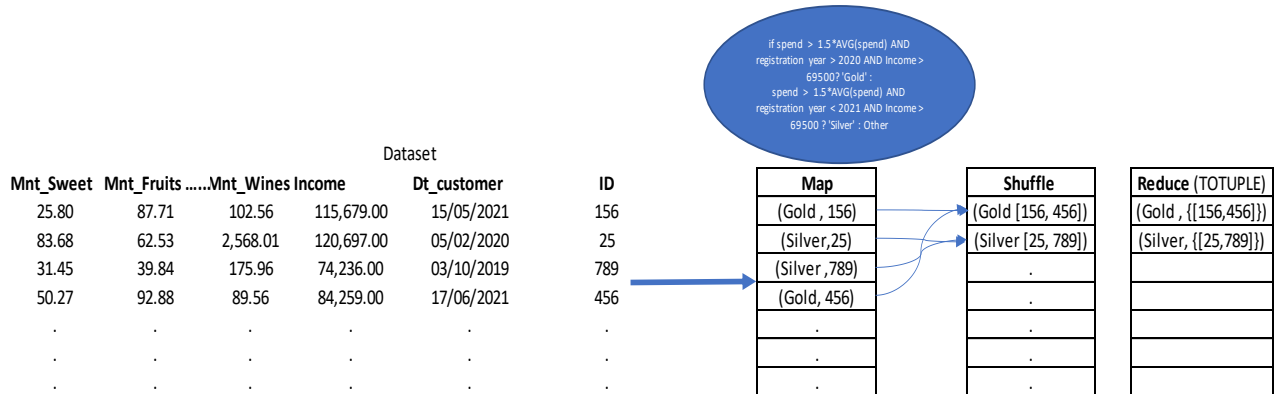 if spend > 1.5*AVG(spend) AND
registration year > 2020 AND Income >
69500? 'Gold' :
spend > 1.5*AVG(spend) AND
registration year < 2021 AND Income >
69500 ? 'Silver' : Other
Dataset
Mnt_Sweet Mnt_Fruits ......Mnt_Wines Income Dt_customer ID Map Shuffle Reduce (TOTUPLE)
25.80 87.71 102.56 115,679.00 15/05/2021 156 (Gold , 156) (Gold [156, 456]) (Gold , {[156,456]})
83.68 62.53 2,568.01 120,697.00 05/02/2020 25 (Silver,25) (Silver [25, 789]) (Silver, {[25,789]})
31.45 39.84 175.96 74,236.00 03/10/2019 789 (Silver ,789) .
50.27 92.88 89.56 84,259.00 17/06/2021 456 (Gold, 456) .
. . . . . . . .
. . . . . . . .
. . . . . . . .